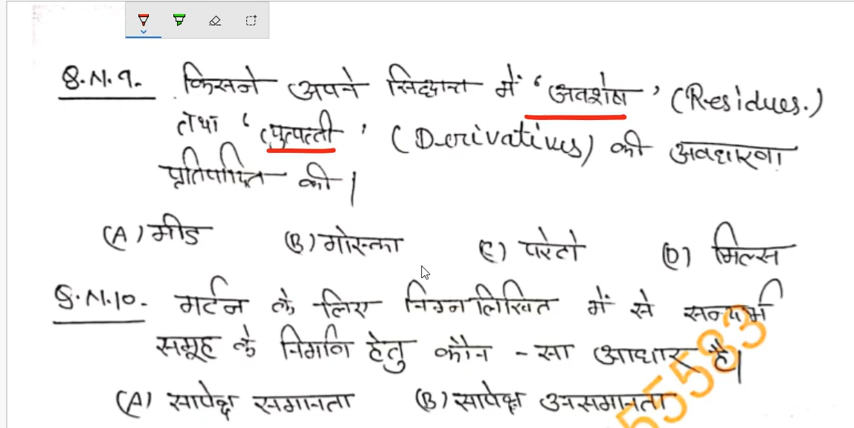 Q.N.9. किसने अपने सिद्धान्त में 'अवशेष' (Residues.)
तथा 'व्युत्पत्ती' (Derivatives) की अवधारणा
प्रतिपादित की।
(A) मीड (B) मोस्का (C) परेटो (D) मिल्स
Q.N.10. मर्टन के लिए निम्नलिखित में से सन्दर्भ
समूह के निर्माण हेतु कौन-सा आधार है।
(A) सापेक्ष समानता (B) सापेक्ष असमानता
55583